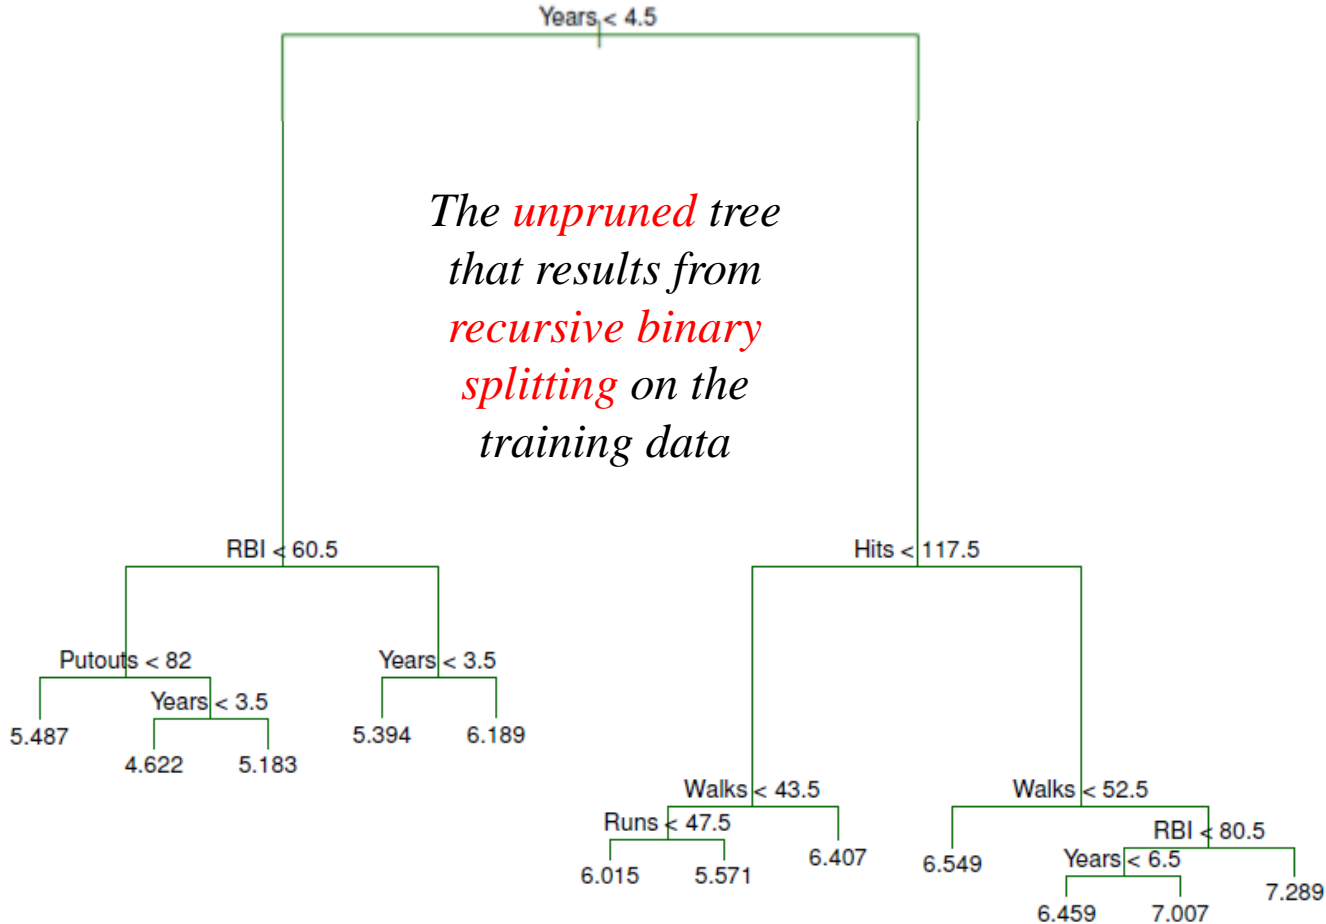 Years < 4.5
The unpruned tree
that results from
recursive binary
splitting on the
training data
RBI < 60.5
Hits < 117.5
Putouts < 82
Years < 3.5
Years < 3.5
5.487
4.622
5.183
5.394
6.189
Walks < 43.5
Walks < 52.5
Runs < 47.5
RBI < 80.5
Years < 6.5
6.015
5.571
6.407
6.549
6.459
7.007
7.289